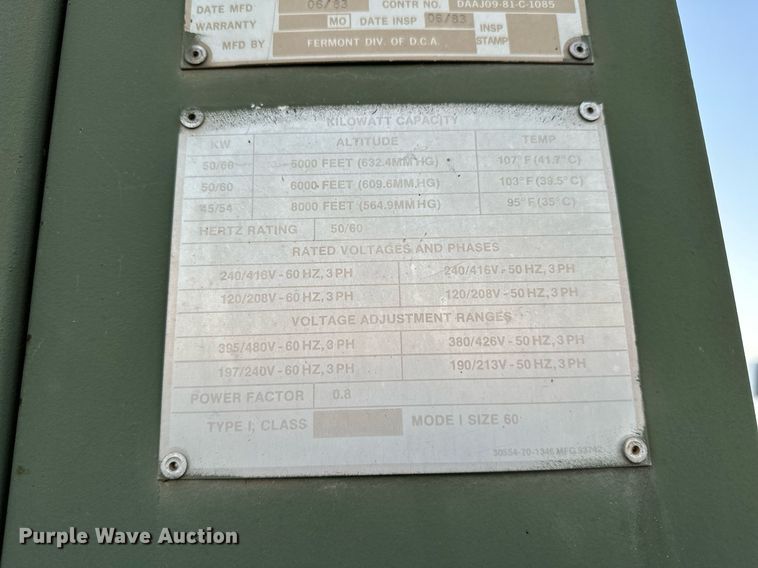 DATE MFD 06/83 CONTR NO. DAAJ09-81-C-1085
WARRANTY MO DATE INSP 06/83 INSP STAMP
MFD BY FERMONT DIV. OF D.C.A.
KILOWATT CAPACITY
KW ALTITUDE TEMP
50/60 5000 FEET (632.4MM HG) 107°F (41.7°C)
50/60 6000 FEET (609.6MM HG) 103°F (39.5°C)
45/54 8000 FEET (564.9MM HG) 95°F (35°C)
HERTZ RATING 50/60
RATED VOLTAGES AND PHASES
240/416V - 60 HZ, 3 PH 240/416V - 50 HZ, 3 PH
120/208V - 60 HZ, 3 PH 120/208V - 50 HZ, 3 PH
VOLTAGE ADJUSTMENT RANGES
395/480V - 60 HZ, 3 PH 380/426V - 50 HZ, 3 PH
197/240V - 60 HZ, 3 PH 190/213V - 50 HZ, 3 PH
POWER FACTOR 0.8
TYPE I; CLASS MODE I SIZE 60
30554-70-1346 MFG 93742
Purple Wave Auction